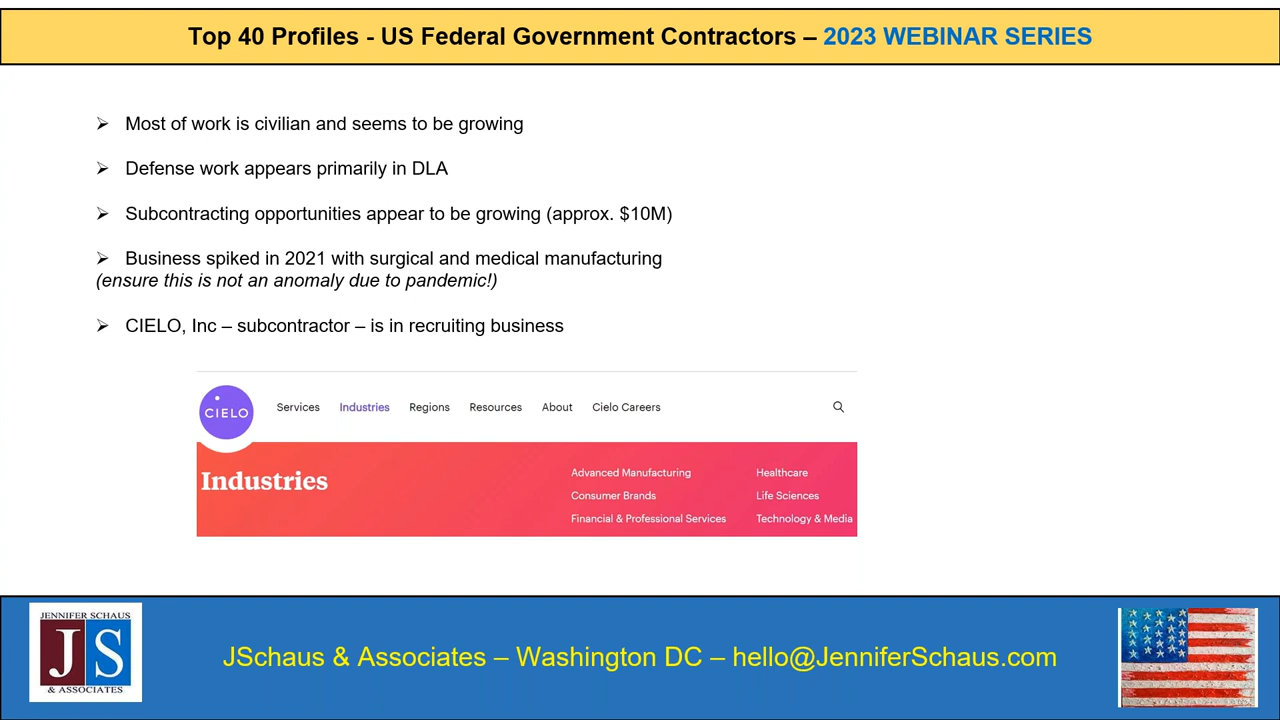 Top 40 Profiles - US Federal Government Contractors – 2023 WEBINAR SERIES
➢ Most of work is civilian and seems to be growing
➢ Defense work appears primarily in DLA
➢ Subcontracting opportunities appear to be growing (approx. $10M)
➢ Business spiked in 2021 with surgical and medical manufacturing
(ensure this is not an anomaly due to pandemic!)
➢ CIELO, Inc – subcontractor – is in recruiting business
CIELO
Services Industries Regions Resources About Cielo Careers
Industries
Advanced Manufacturing Healthcare
Consumer Brands Life Sciences
Financial & Professional Services Technology & Media
JENNIFER SCHAUS
JS
& ASSOCIATES
JSchaus & Associates – Washington DC – hello@JenniferSchaus.com